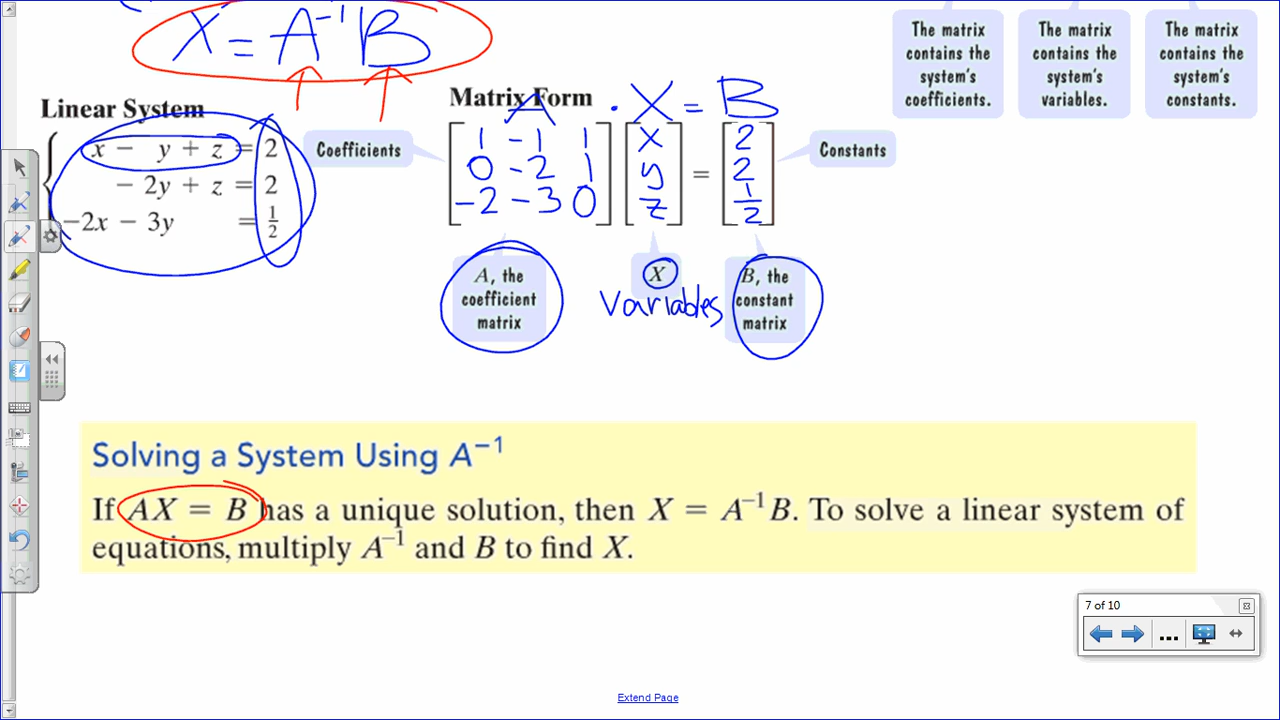 X = A⁻¹ B
The matrix contains the system's coefficients.
The matrix contains the system's variables.
The matrix contains the system's constants.
Linear System
Matrix Form
A · X = B
x − y + z = 2
− 2y + z = 2
−2x − 3y = 1/2
Coefficients
1 −1 1
0 −2 1
−2 −3 0
x
y
z
=
2
2
1/2
Constants
A, the
coefficient
matrix
X
variables
B, the
constant
matrix
Solving a System Using A⁻¹
If AX = B has a unique solution, then X = A⁻¹B. To solve a linear system of
equations, multiply A⁻¹ and B to find X.
7 of 10
...
Extend Page